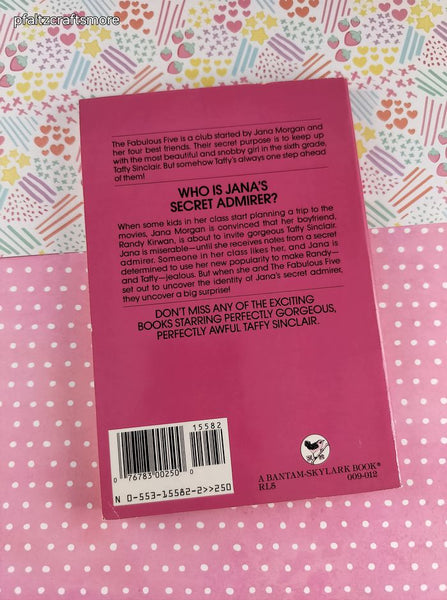 pfaltzcraftsmore
The Fabulous Five is a club started by Jana Morgan and
her four best friends. Their secret purpose is to keep up
with the most beautiful and snobby girl in the sixth grade,
Taffy Sinclair. But somehow Taffy's always one step ahead
of them!
WHO IS JANA'S
SECRET ADMIRER?
When some kids in her class start planning a trip to the
movies, Jana Morgan is convinced that her boyfriend,
Randy Kirwan, is about to invite gorgeous Taffy Sinclair.
Jana is miserable—until she receives notes from a secret
admirer. Someone in her class likes her, and Jana is
determined to use her new popularity to make Randy—
and Taffy—jealous. But when she and The Fabulous Five
set out to uncover the identity of Jana's secret admirer,
they uncover a big surprise!
DON'T MISS ANY OF THE EXCITING
BOOKS STARRING PERFECTLY GORGEOUS,
PERFECTLY AWFUL TAFFY SINCLAIR.
15582
0 76783 00250 0
N 0-553-15582-2>>250
A BANTAM-SKYLARK BOOK®
RL5 009-012